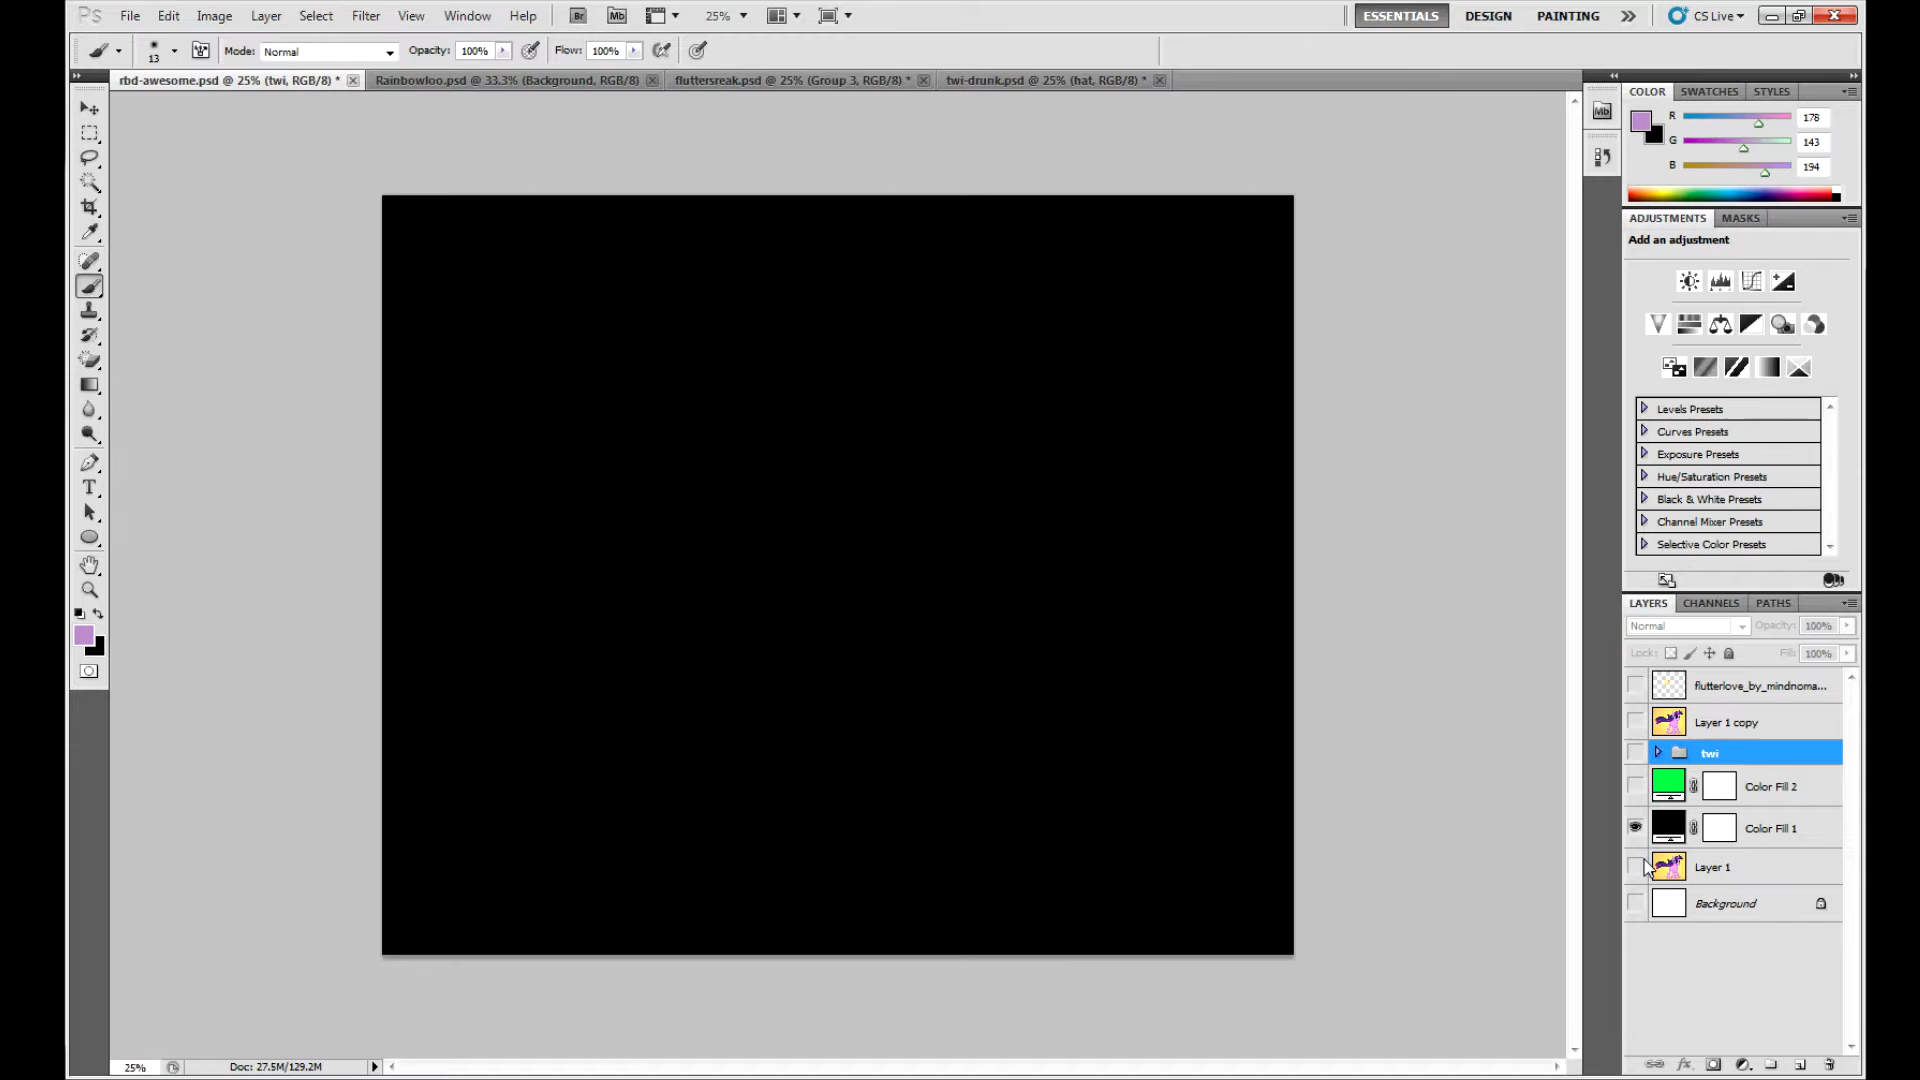 Ps File Edit Image Layer Select Filter View Window Help Br Mb 25% ESSENTIALS DESIGN PAINTING CS Live
13 Mode: Normal Opacity: 100% Flow: 100%
rbd-awesome.psd @ 25% (twi, RGB/8) * Rainbowloo.psd @ 33.3% (Background, RGB/8) fluttersreak.psd @ 25% (Group 3, RGB/8) * twi-drunk.psd @ 25% (hat, RGB/8) *
COLOR SWATCHES STYLES
Mb
R 178
G 143
B 194
ADJUSTMENTS MASKS
Add an adjustment
Levels Presets
Curves Presets
Exposure Presets
Hue/Saturation Presets
Black & White Presets
Channel Mixer Presets
Selective Color Presets
T
LAYERS CHANNELS PATHS
Normal Opacity: 100%
Lock: Fill: 100%
flutterlove_by_mindnoma...
Layer 1 copy
twi
Color Fill 2
Color Fill 1
Layer 1
Background
25% Doc: 27.5M/129.2M
fx